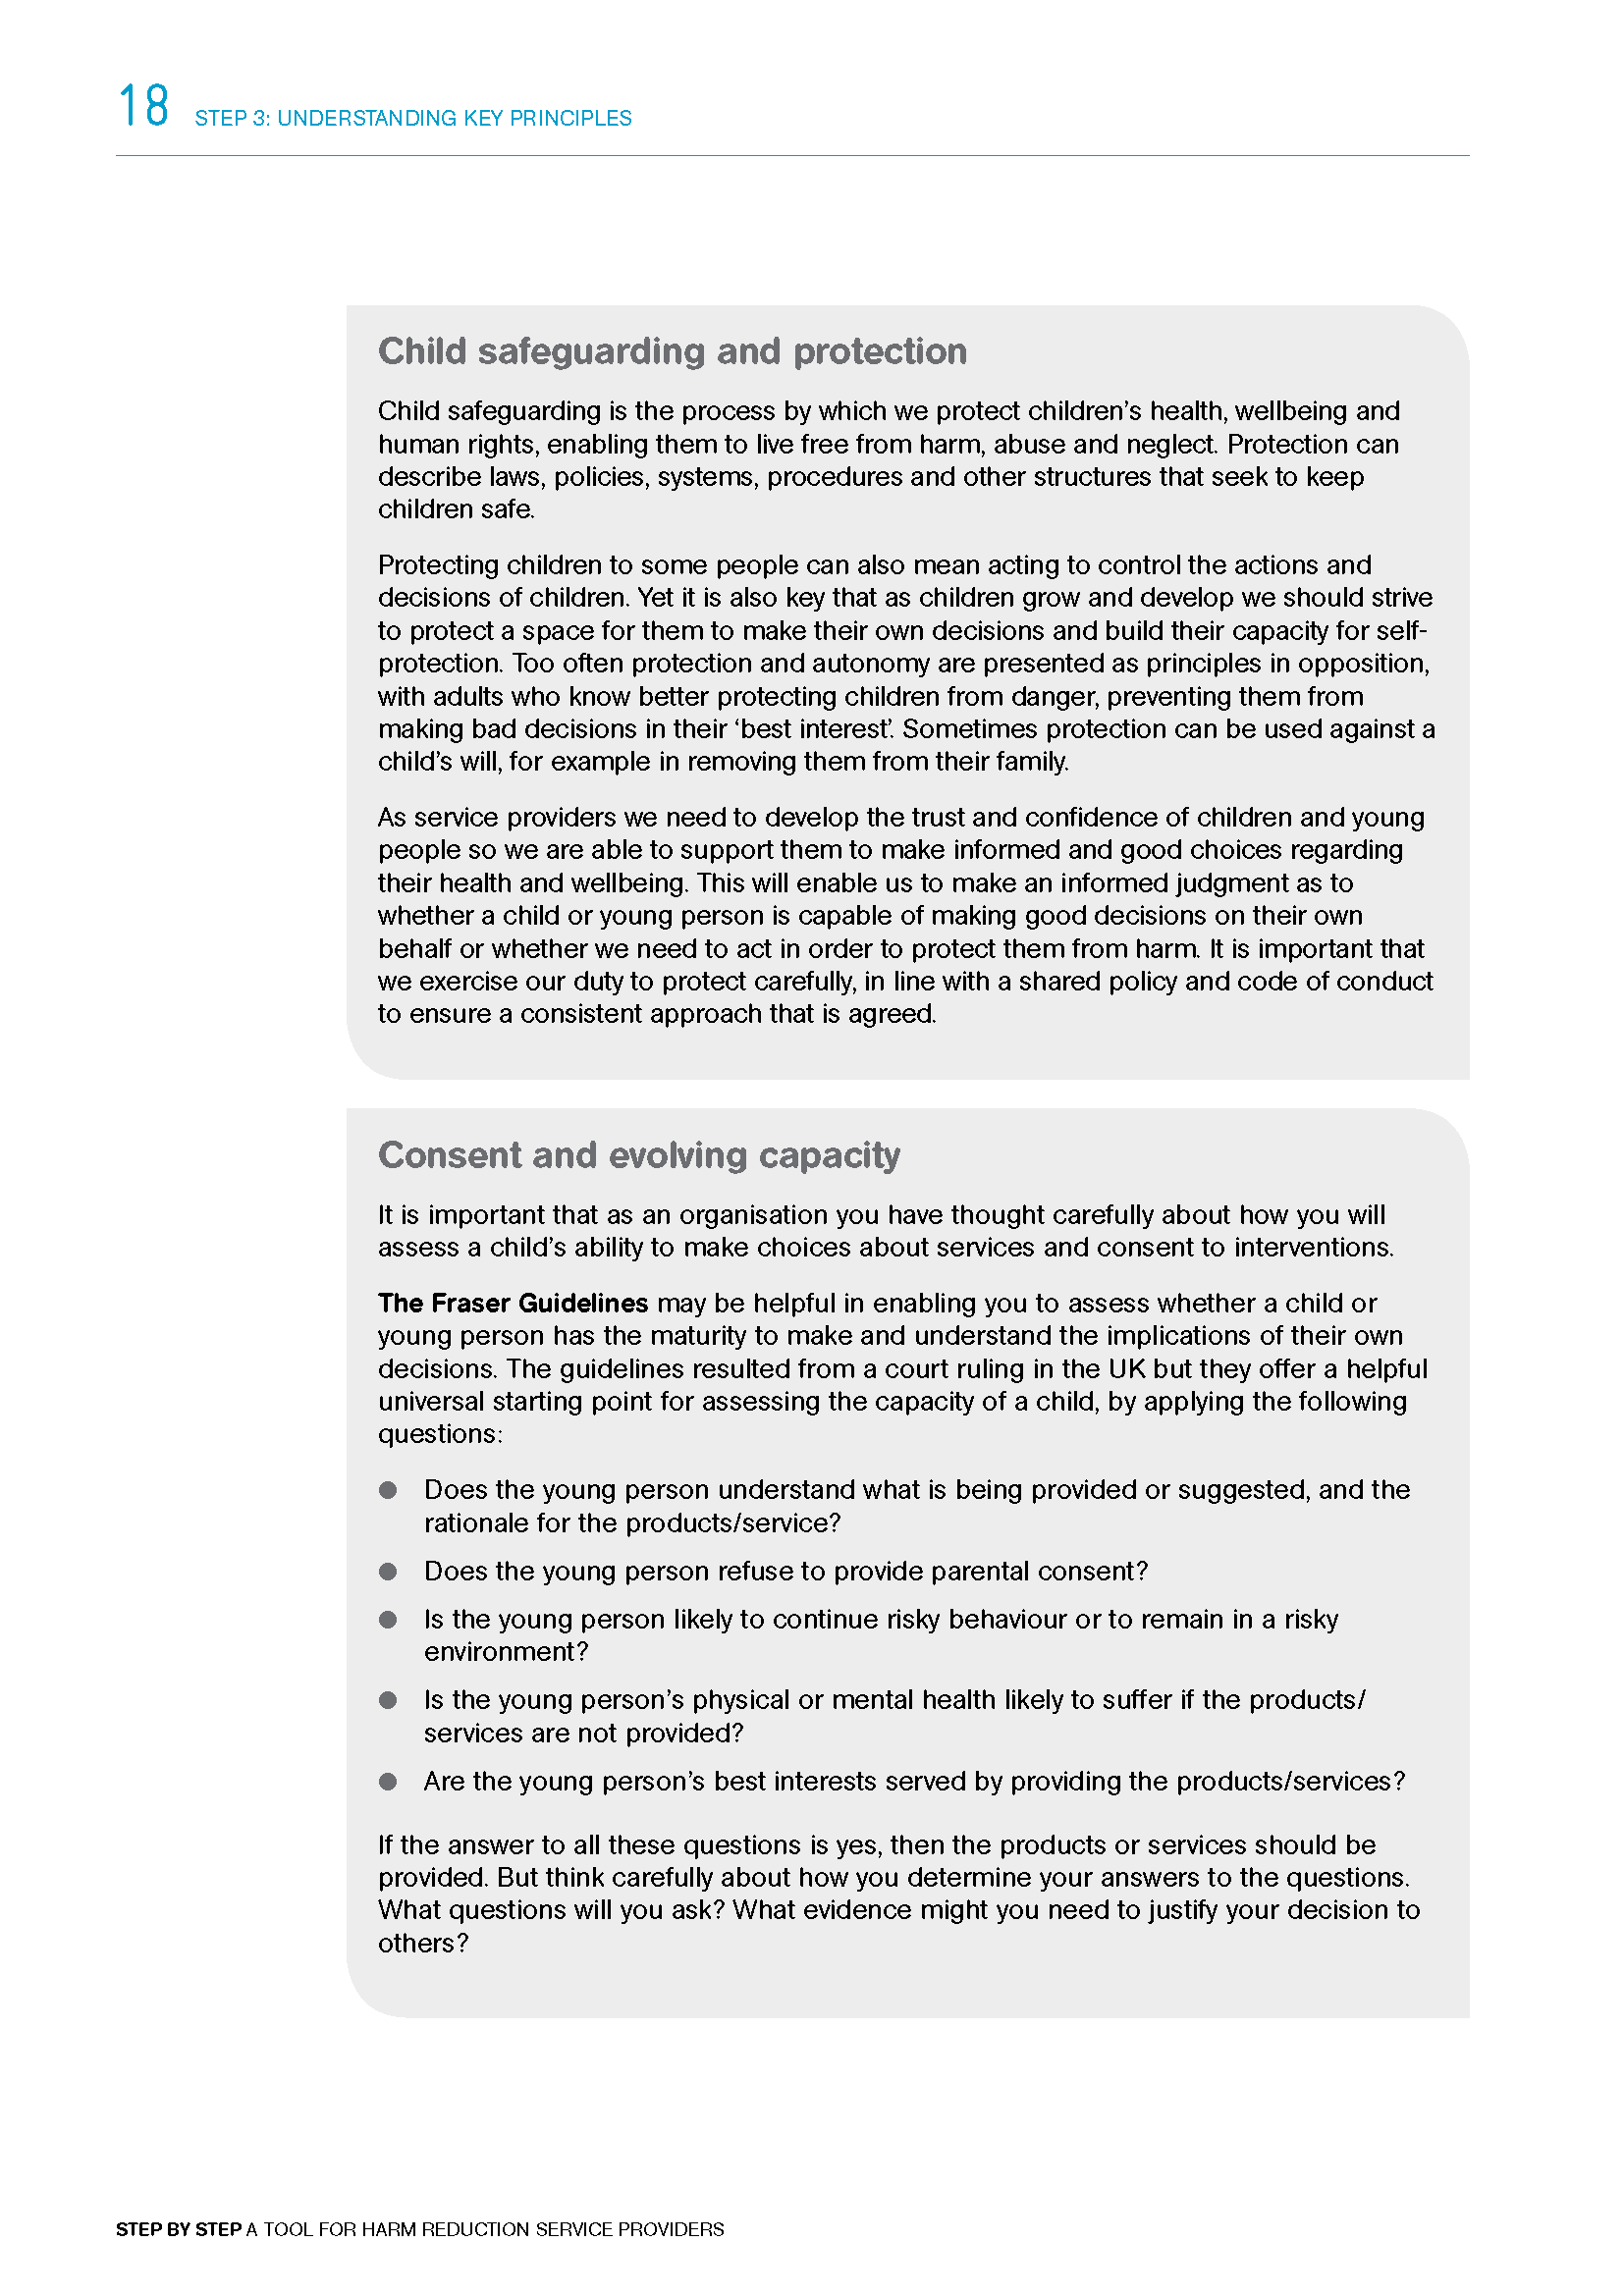 18 STEP 3: UNDERSTANDING KEY PRINCIPLES
Child safeguarding and protection
Child safeguarding is the process by which we protect children’s health, wellbeing and
human rights, enabling them to live free from harm, abuse and neglect. Protection can
describe laws, policies, systems, procedures and other structures that seek to keep
children safe.
Protecting children to some people can also mean acting to control the actions and
decisions of children. Yet it is also key that as children grow and develop we should strive
to protect a space for them to make their own decisions and build their capacity for self-
protection. Too often protection and autonomy are presented as principles in opposition,
with adults who know better protecting children from danger, preventing them from
making bad decisions in their ‘best interest’. Sometimes protection can be used against a
child’s will, for example in removing them from their family.
As service providers we need to develop the trust and confidence of children and young
people so we are able to support them to make informed and good choices regarding
their health and wellbeing. This will enable us to make an informed judgment as to
whether a child or young person is capable of making good decisions on their own
behalf or whether we need to act in order to protect them from harm. It is important that
we exercise our duty to protect carefully, in line with a shared policy and code of conduct
to ensure a consistent approach that is agreed.
Consent and evolving capacity
It is important that as an organisation you have thought carefully about how you will
assess a child’s ability to make choices about services and consent to interventions.
The Fraser Guidelines may be helpful in enabling you to assess whether a child or
young person has the maturity to make and understand the implications of their own
decisions. The guidelines resulted from a court ruling in the UK but they offer a helpful
universal starting point for assessing the capacity of a child, by applying the following
questions:
● Does the young person understand what is being provided or suggested, and the
rationale for the products/service?
● Does the young person refuse to provide parental consent?
● Is the young person likely to continue risky behaviour or to remain in a risky
environment?
● Is the young person’s physical or mental health likely to suffer if the products/
services are not provided?
● Are the young person’s best interests served by providing the products/services?
If the answer to all these questions is yes, then the products or services should be
provided. But think carefully about how you determine your answers to the questions.
What questions will you ask? What evidence might you need to justify your decision to
others?
STEP BY STEP A TOOL FOR HARM REDUCTION SERVICE PROVIDERS